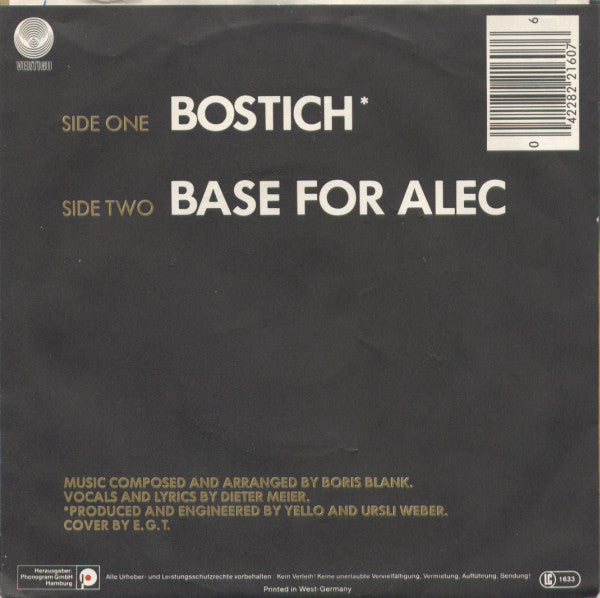 VERTIGO
SIDE ONE BOSTICH*
SIDE TWO BASE FOR ALEC
0 42282 21607 6
MUSIC COMPOSED AND ARRANGED BY BORIS BLANK.
VOCALS AND LYRICS BY DIETER MEIER.
*PRODUCED AND ENGINEERED BY YELLO AND URSLI WEBER.
COVER BY E.G.T.
Herausgeber:
Phonogram GmbH
Hamburg
Alle Urheber- und Leistungsschutzrechte vorbehalten Kein Verleih! Keine unerlaubte Vervielfältigung, Vermietung, Aufführung, Sendung!
LC 1633
Printed in West-Germany